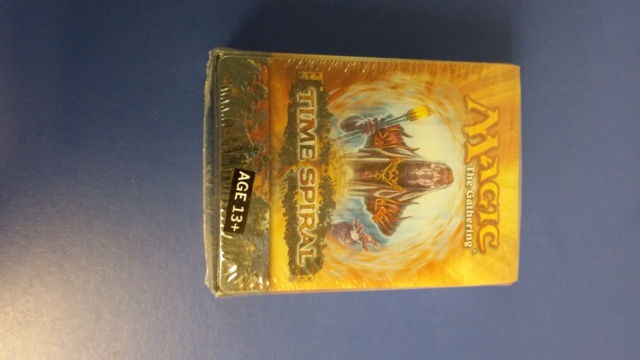 MAGIC
The Gathering
TIME SPIRAL
AGE 13+